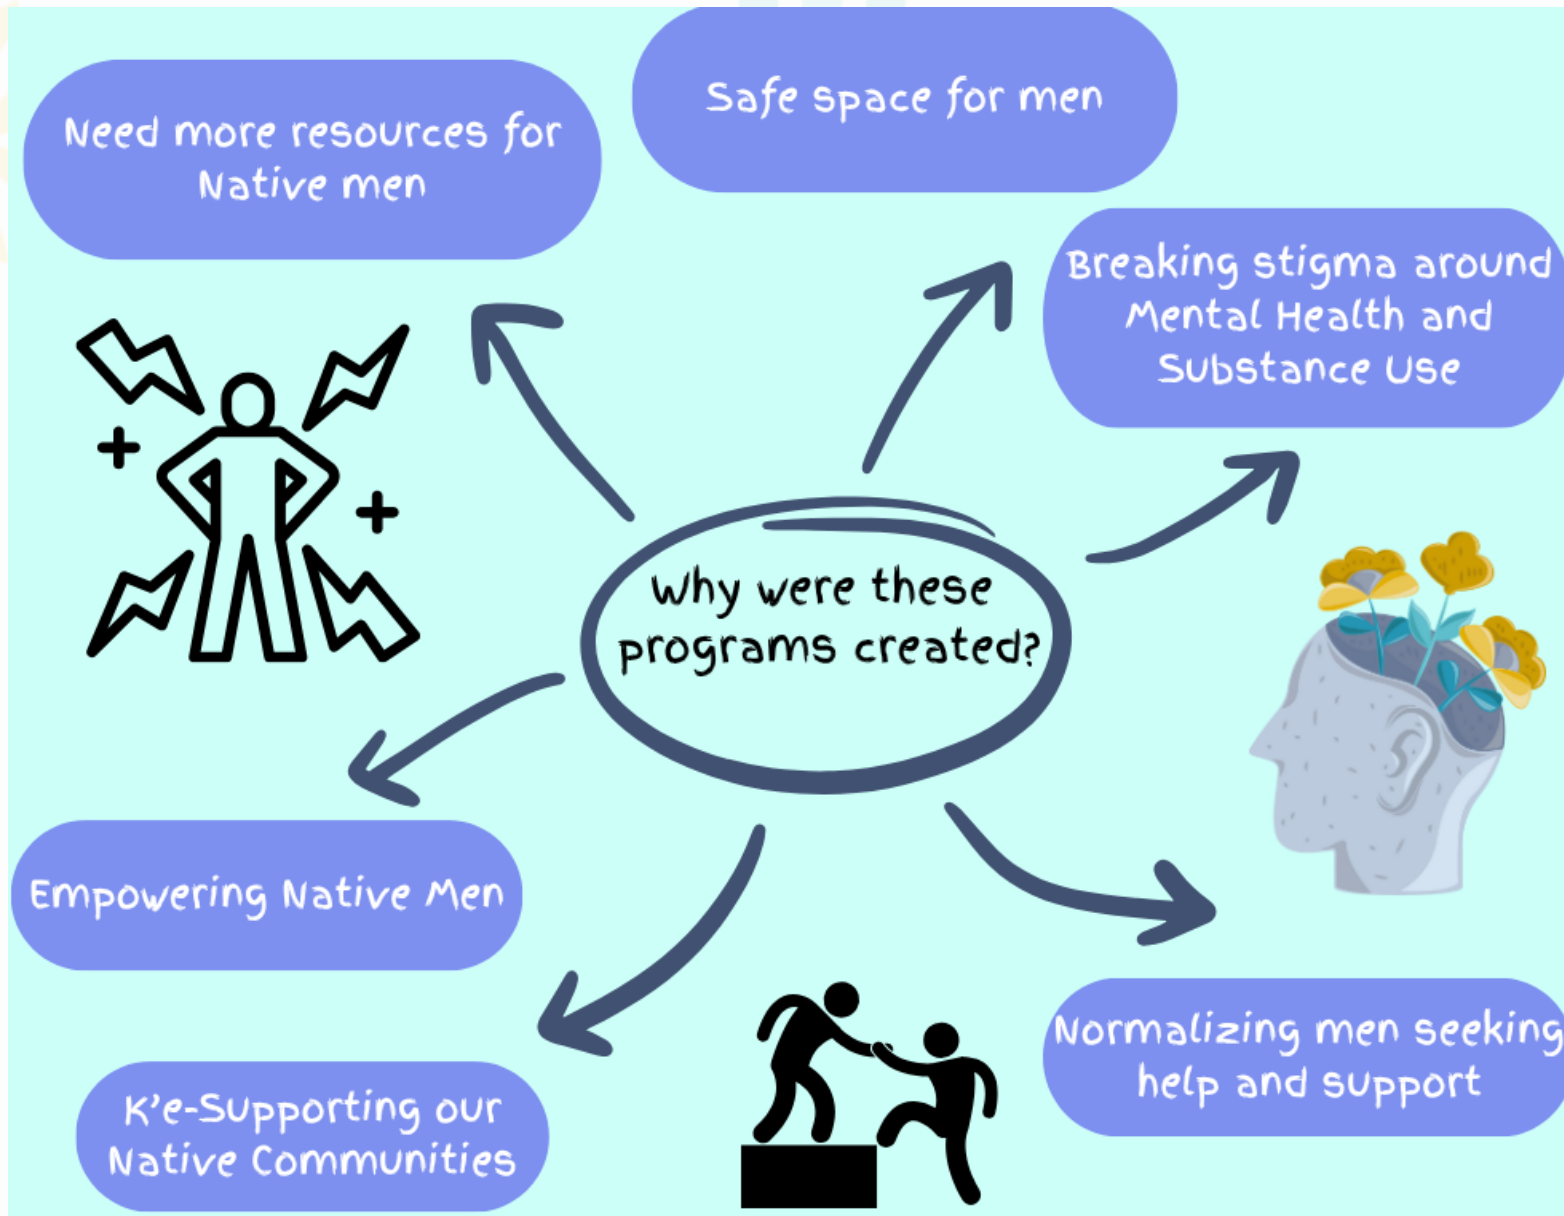 Safe space for men
Need more resources for
Native men
Breaking stigma around
Mental Health and
Substance Use
Why were these
programs created?
Empowering Native Men
Normalizing men seeking
help and support
K'e-Supporting our
Native Communities